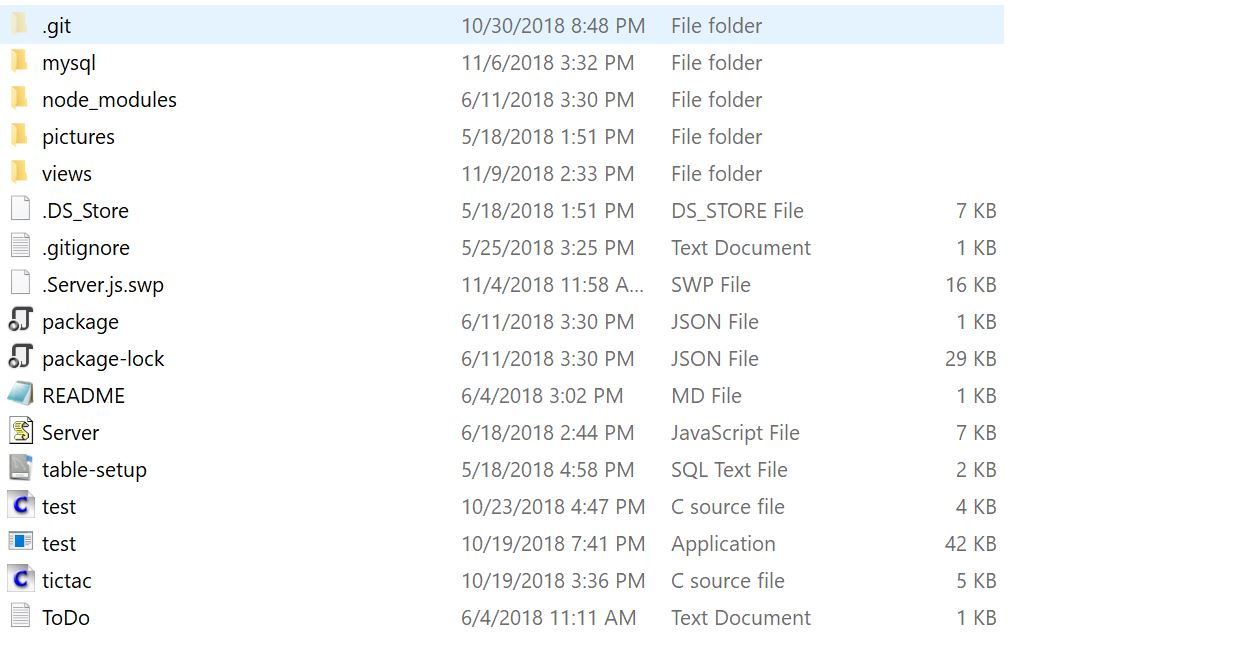 .git 10/30/2018 8:48 PM File folder
mysql 11/6/2018 3:32 PM File folder
node_modules 6/11/2018 3:30 PM File folder
pictures 5/18/2018 1:51 PM File folder
views 11/9/2018 2:33 PM File folder
.DS_Store 5/18/2018 1:51 PM DS_STORE File 7 KB
.gitignore 5/25/2018 3:25 PM Text Document 1 KB
.Server.js.swp 11/4/2018 11:58 A... SWP File 16 KB
package 6/11/2018 3:30 PM JSON File 1 KB
package-lock 6/11/2018 3:30 PM JSON File 29 KB
README 6/4/2018 3:02 PM MD File 1 KB
Server 6/18/2018 2:44 PM JavaScript File 7 KB
table-setup 5/18/2018 4:58 PM SQL Text File 2 KB
test 10/23/2018 4:47 PM C source file 4 KB
test 10/19/2018 7:41 PM Application 42 KB
tictac 10/19/2018 3:36 PM C source file 5 KB
ToDo 6/4/2018 11:11 AM Text Document 1 KB